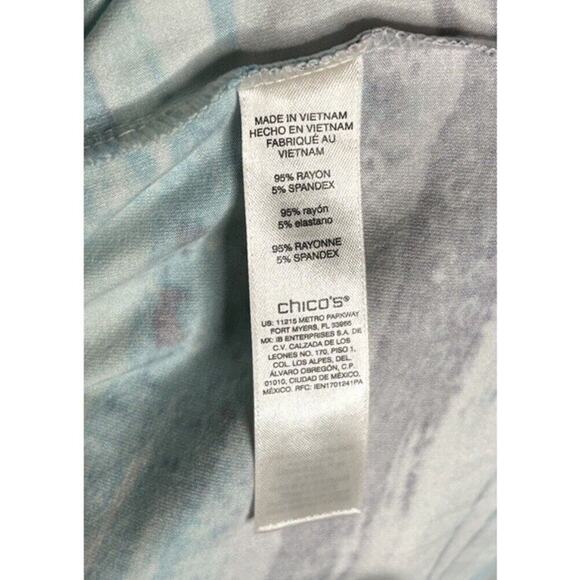 MADE IN VIETNAM
HECHO EN VIETNAM
FABRIQUÉ AU
VIETNAM
95% RAYON
5% SPANDEX
95% rayón
5% elastano
95% RAYONNE
5% SPANDEX
chico's®
US: 11215 METRO PARKWAY
FORT MYERS, FL 33966
MX: IB ENTERPRISES S.A. DE
C.V. CALZADA DE LOS
LEONES NO. 170, PISO 1,
COL. LOS ALPES, DEL.
ÁLVARO OBREGÓN, C.P.
01010, CIUDAD DE MÉXICO,
MÉXICO. RFC: IEN1701241PA